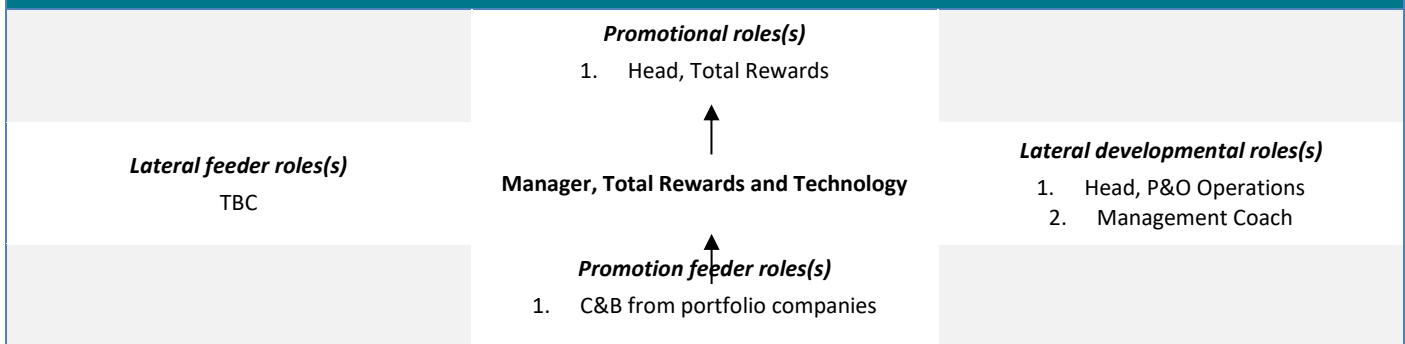 Promotional roles(s)
1. Head, Total Rewards
Lateral feeder roles(s)
TBC
Manager, Total Rewards and Technology
Lateral developmental roles(s)
1. Head, P&O Operations
2. Management Coach
Promotion feeder roles(s)
1. C&B from portfolio companies